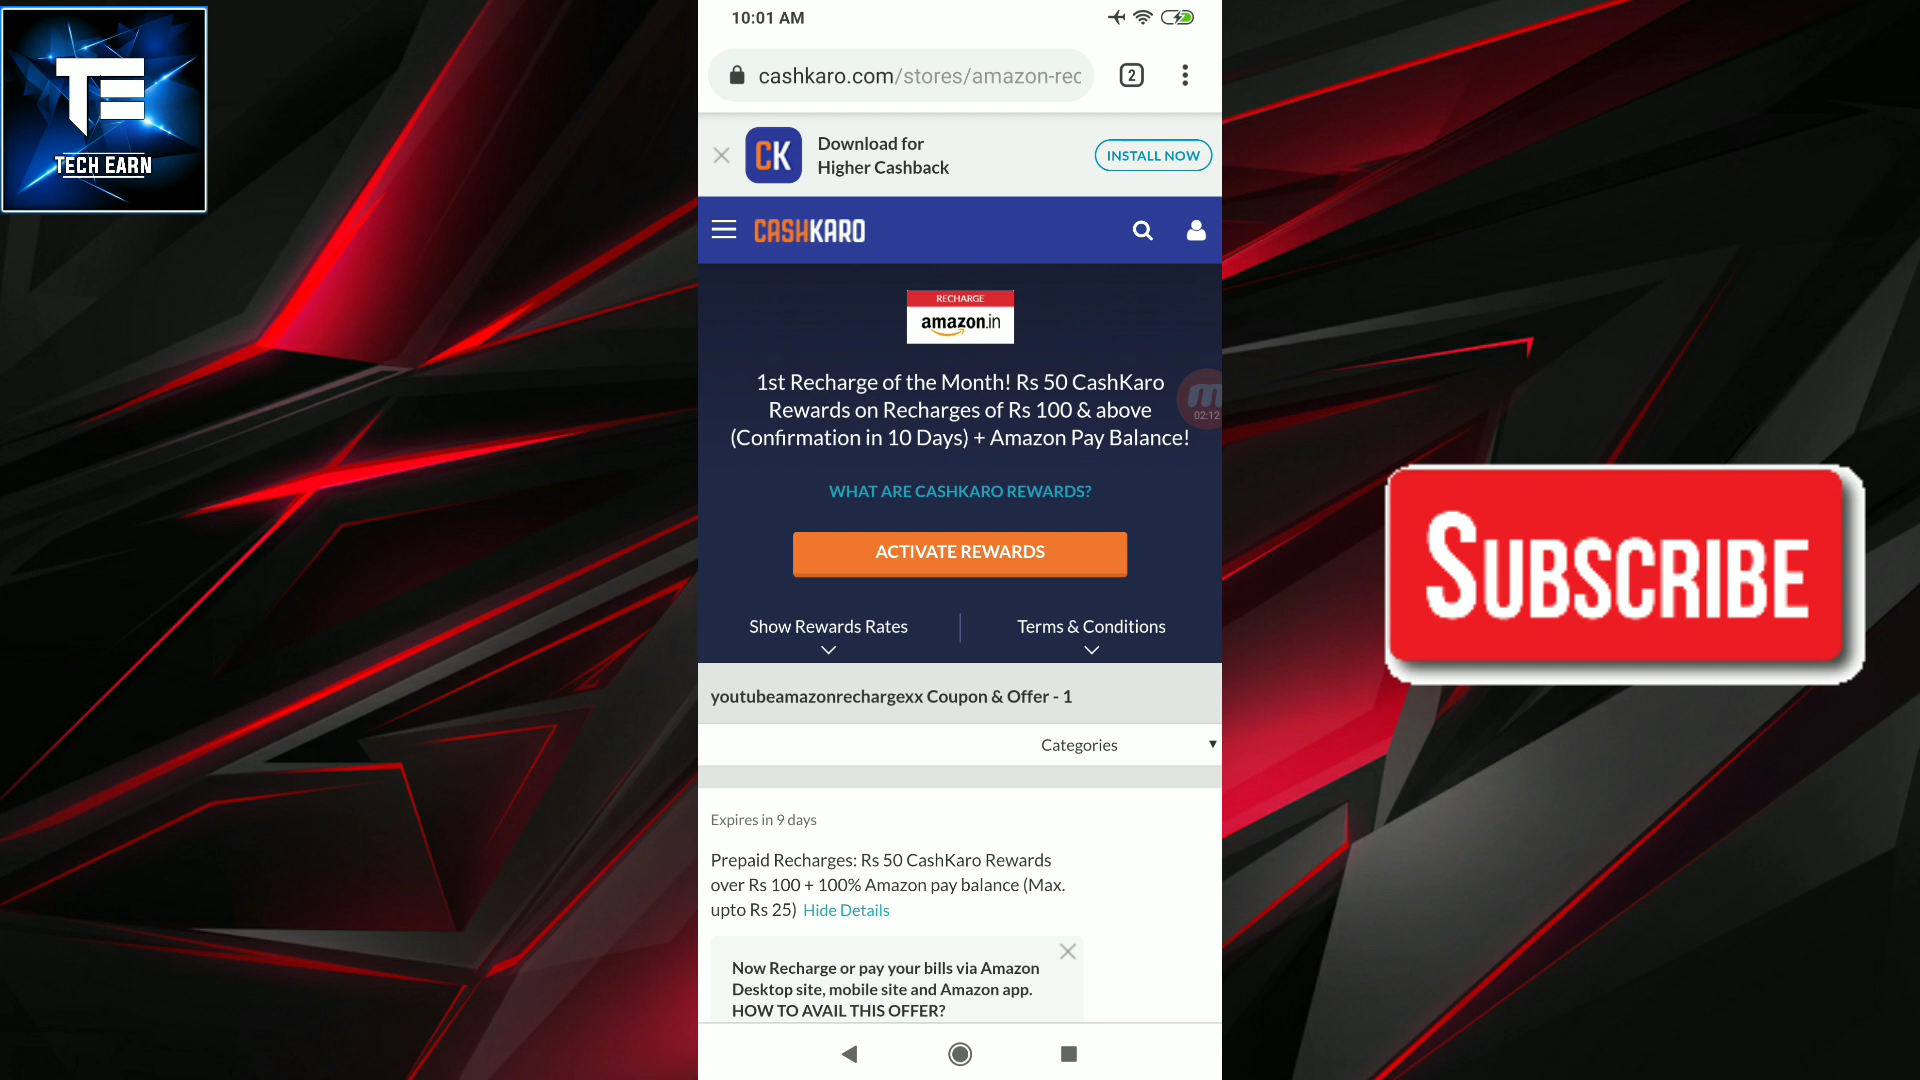 TE
TECH EARN
10:01 AM
cashkaro.com/stores/amazon-rec
2
CK
Download for
Higher Cashback
INSTALL NOW
CASHKARO
RECHARGE
amazon.in
1st Recharge of the Month! Rs 50 CashKaro
Rewards on Recharges of Rs 100 & above
(Confirmation in 10 Days) + Amazon Pay Balance!
02:12
WHAT ARE CASHKARO REWARDS?
ACTIVATE REWARDS
Show Rewards Rates
Terms & Conditions
youtubeamazonrechargexx Coupon & Offer - 1
Categories
Expires in 9 days
Prepaid Recharges: Rs 50 CashKaro Rewards
over Rs 100 + 100% Amazon pay balance (Max.
upto Rs 25) Hide Details
Now Recharge or pay your bills via Amazon
Desktop site, mobile site and Amazon app.
HOW TO AVAIL THIS OFFER?
SUBSCRIBE